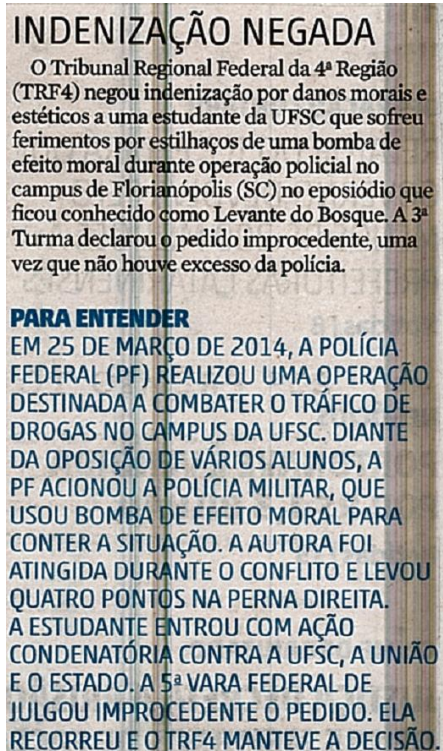 INDENIZAÇÃO NEGADA
O Tribunal Regional Federal da 4ª Região
(TRF4) negou indenização por danos morais e
estéticos a uma estudante da UFSC que sofreu
ferimentos por estilhaços de uma bomba de
efeito moral durante operação policial no
campus de Florianópolis (SC) no eposiódio que
ficou conhecido como Levante do Bosque. A 3ª
Turma declarou o pedido improcedente, uma
vez que não houve excesso da polícia.
PARA ENTENDER
EM 25 DE MARÇO DE 2014, A POLÍCIA
FEDERAL (PF) REALIZOU UMA OPERAÇÃO
DESTINADA A COMBATER O TRÁFICO DE
DROGAS NO CAMPUS DA UFSC. DIANTE
DA OPOSIÇÃO DE VÁRIOS ALUNOS, A
PF ACIONOU A POLÍCIA MILITAR, QUE
USOU BOMBA DE EFEITO MORAL PARA
CONTER A SITUAÇÃO. A AUTORA FOI
ATINGIDA DURANTE O CONFLITO E LEVOU
QUATRO PONTOS NA PERNA DIREITA.
A ESTUDANTE ENTROU COM AÇÃO
CONDENATÓRIA CONTRA A UFSC, A UNIÃO
E O ESTADO. A 5ª VARA FEDERAL DE
JULGOU IMPROCEDENTE O PEDIDO. ELA
RECORREU E O TRF4 MANTEVE A DECISÃO.